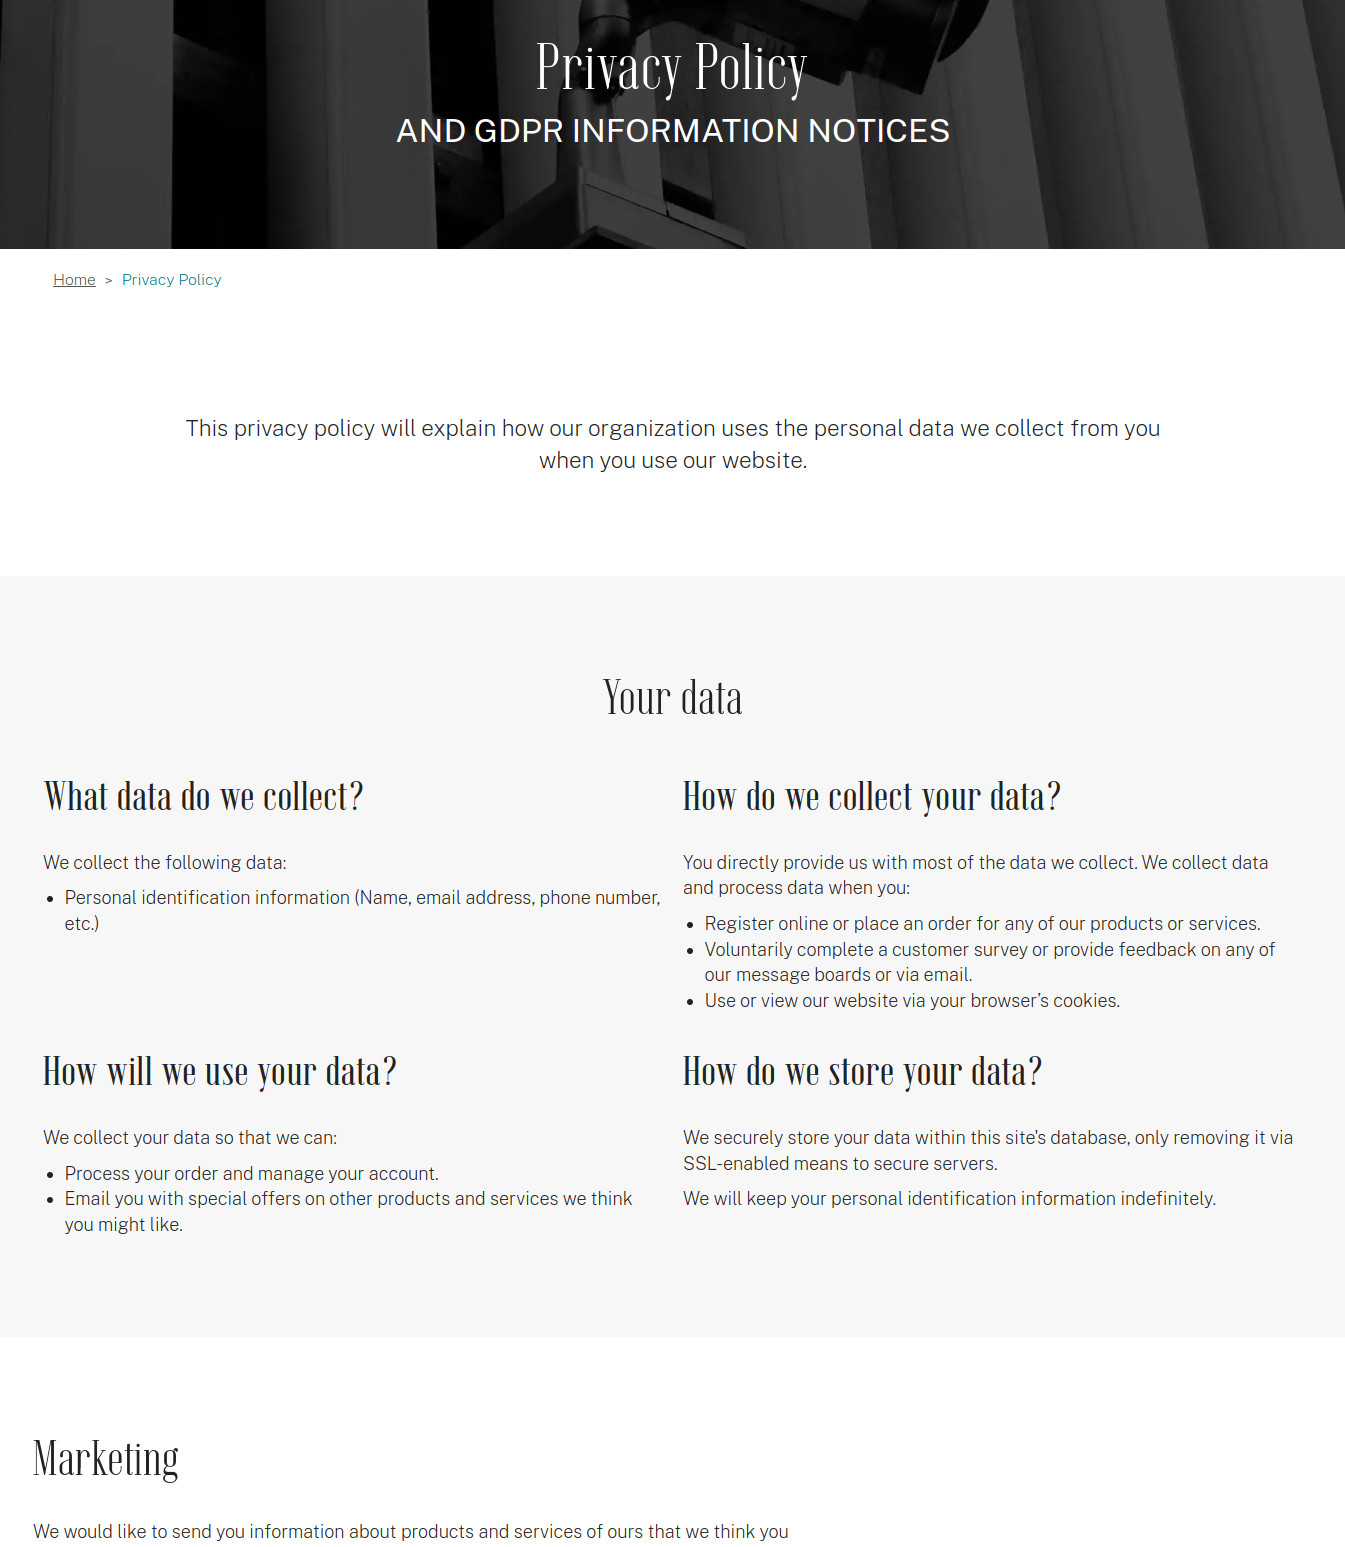 Privacy Policy
AND GDPR INFORMATION NOTICES
Home > Privacy Policy
This privacy policy will explain how our organization uses the personal data we collect from you
when you use our website.
Your data
What data do we collect?
We collect the following data:
• Personal identification information (Name, email address, phone number,
etc.)
How do we collect your data?
You directly provide us with most of the data we collect. We collect data
and process data when you:
• Register online or place an order for any of our products or services.
• Voluntarily complete a customer survey or provide feedback on any of
our message boards or via email.
• Use or view our website via your browser’s cookies.
How will we use your data?
We collect your data so that we can:
• Process your order and manage your account.
• Email you with special offers on other products and services we think
you might like.
How do we store your data?
We securely store your data within this site's database, only removing it via
SSL-enabled means to secure servers.
We will keep your personal identification information indefinitely.
Marketing
We would like to send you information about products and services of ours that we think you